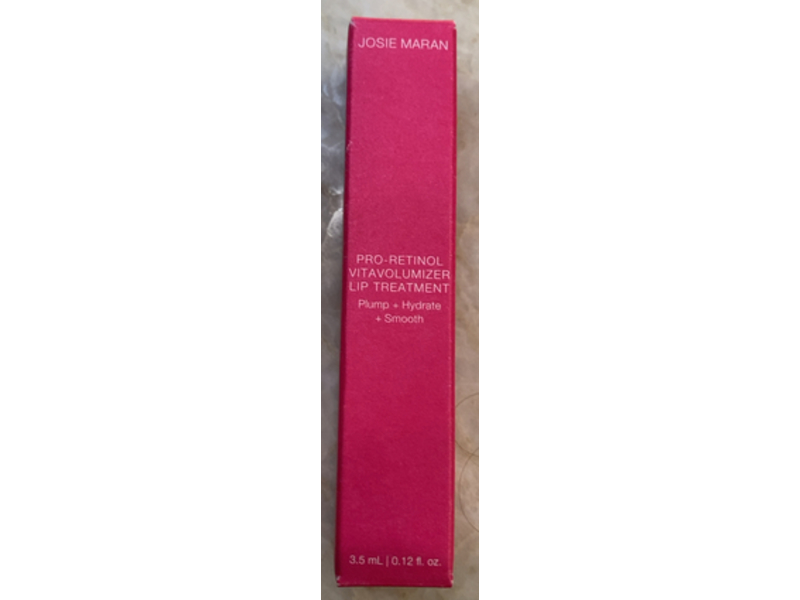 JOSIE MARAN
PRO-RETINOL
VITAVOLUMIZER
LIP TREATMENT
Plump + Hydrate
+ Smooth
3.5 mL | 0.12 fl. oz.